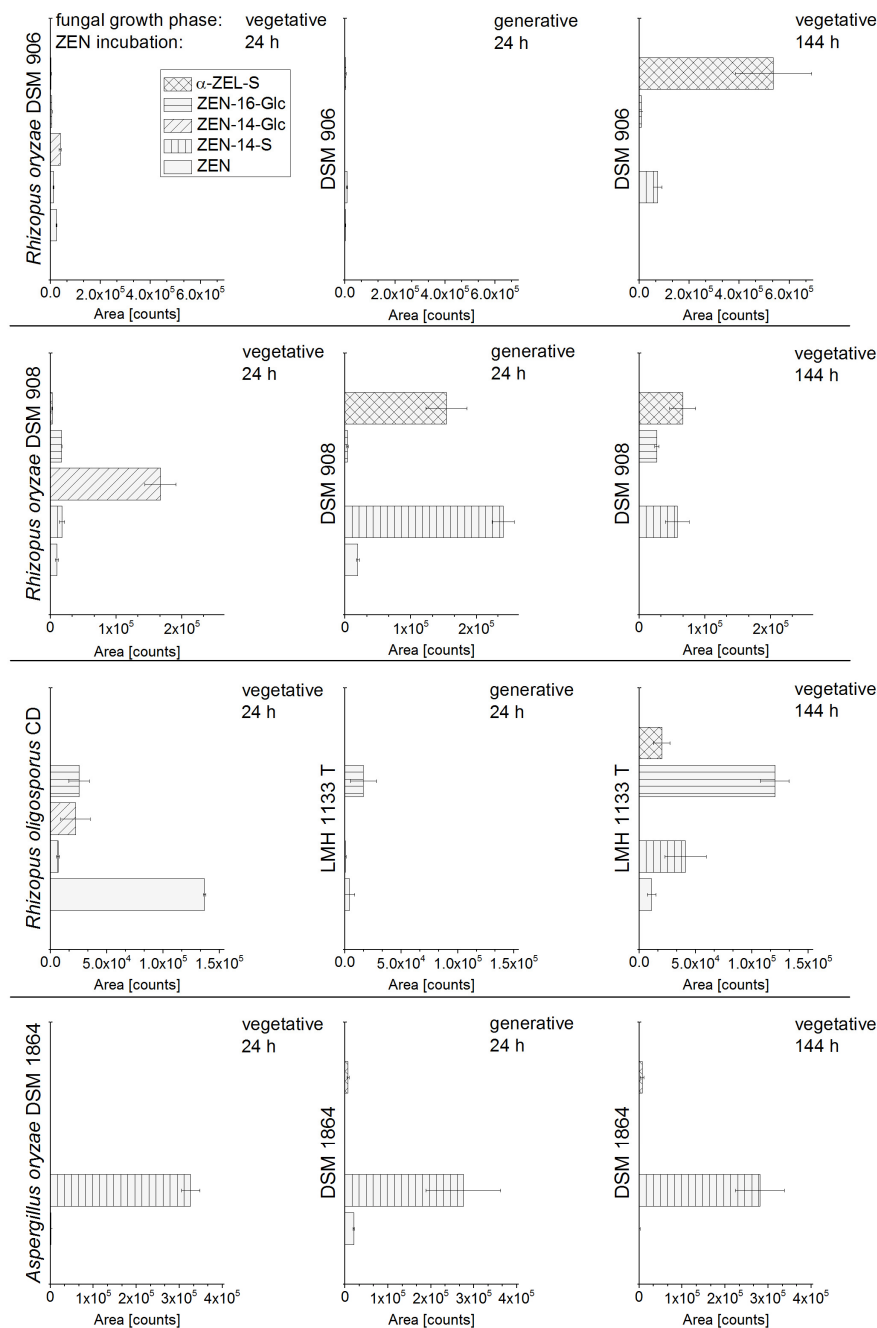 fungal growth phase: vegetative generative vegetative
ZEN incubation: 24 h 24 h 144 h
α-ZEL-S
ZEN-16-Glc
ZEN-14-Glc
ZEN-14-S
ZEN
Rhizopus oryzae DSM 906
DSM 906
DSM 906
0.0 2.0x10⁵ 4.0x10⁵ 6.0x10⁵
Area [counts]
0.0 2.0x10⁵ 4.0x10⁵ 6.0x10⁵
Area [counts]
0.0 2.0x10⁵ 4.0x10⁵ 6.0x10⁵
Area [counts]
vegetative generative vegetative
24 h 24 h 144 h
Rhizopus oryzae DSM 908
DSM 908
DSM 908
0 1x10⁵ 2x10⁵
Area [counts]
0 1x10⁵ 2x10⁵
Area [counts]
0 1x10⁵ 2x10⁵
Area [counts]
vegetative generative vegetative
24 h 24 h 144 h
Rhizopus oligosporus CD
LMH 1133 T
LMH 1133 T
0.0 5.0x10⁴ 1.0x10⁵ 1.5x10⁵
Area [counts]
0.0 5.0x10⁴ 1.0x10⁵ 1.5x10⁵
Area [counts]
0.0 5.0x10⁴ 1.0x10⁵ 1.5x10⁵
Area [counts]
vegetative generative vegetative
24 h 24 h 144 h
Aspergillus oryzae DSM 1864
DSM 1864
DSM 1864
0 1x10⁵ 2x10⁵ 3x10⁵ 4x10⁵
Area [counts]
0 1x10⁵ 2x10⁵ 3x10⁵ 4x10⁵
Area [counts]
0 1x10⁵ 2x10⁵ 3x10⁵ 4x10⁵
Area [counts]